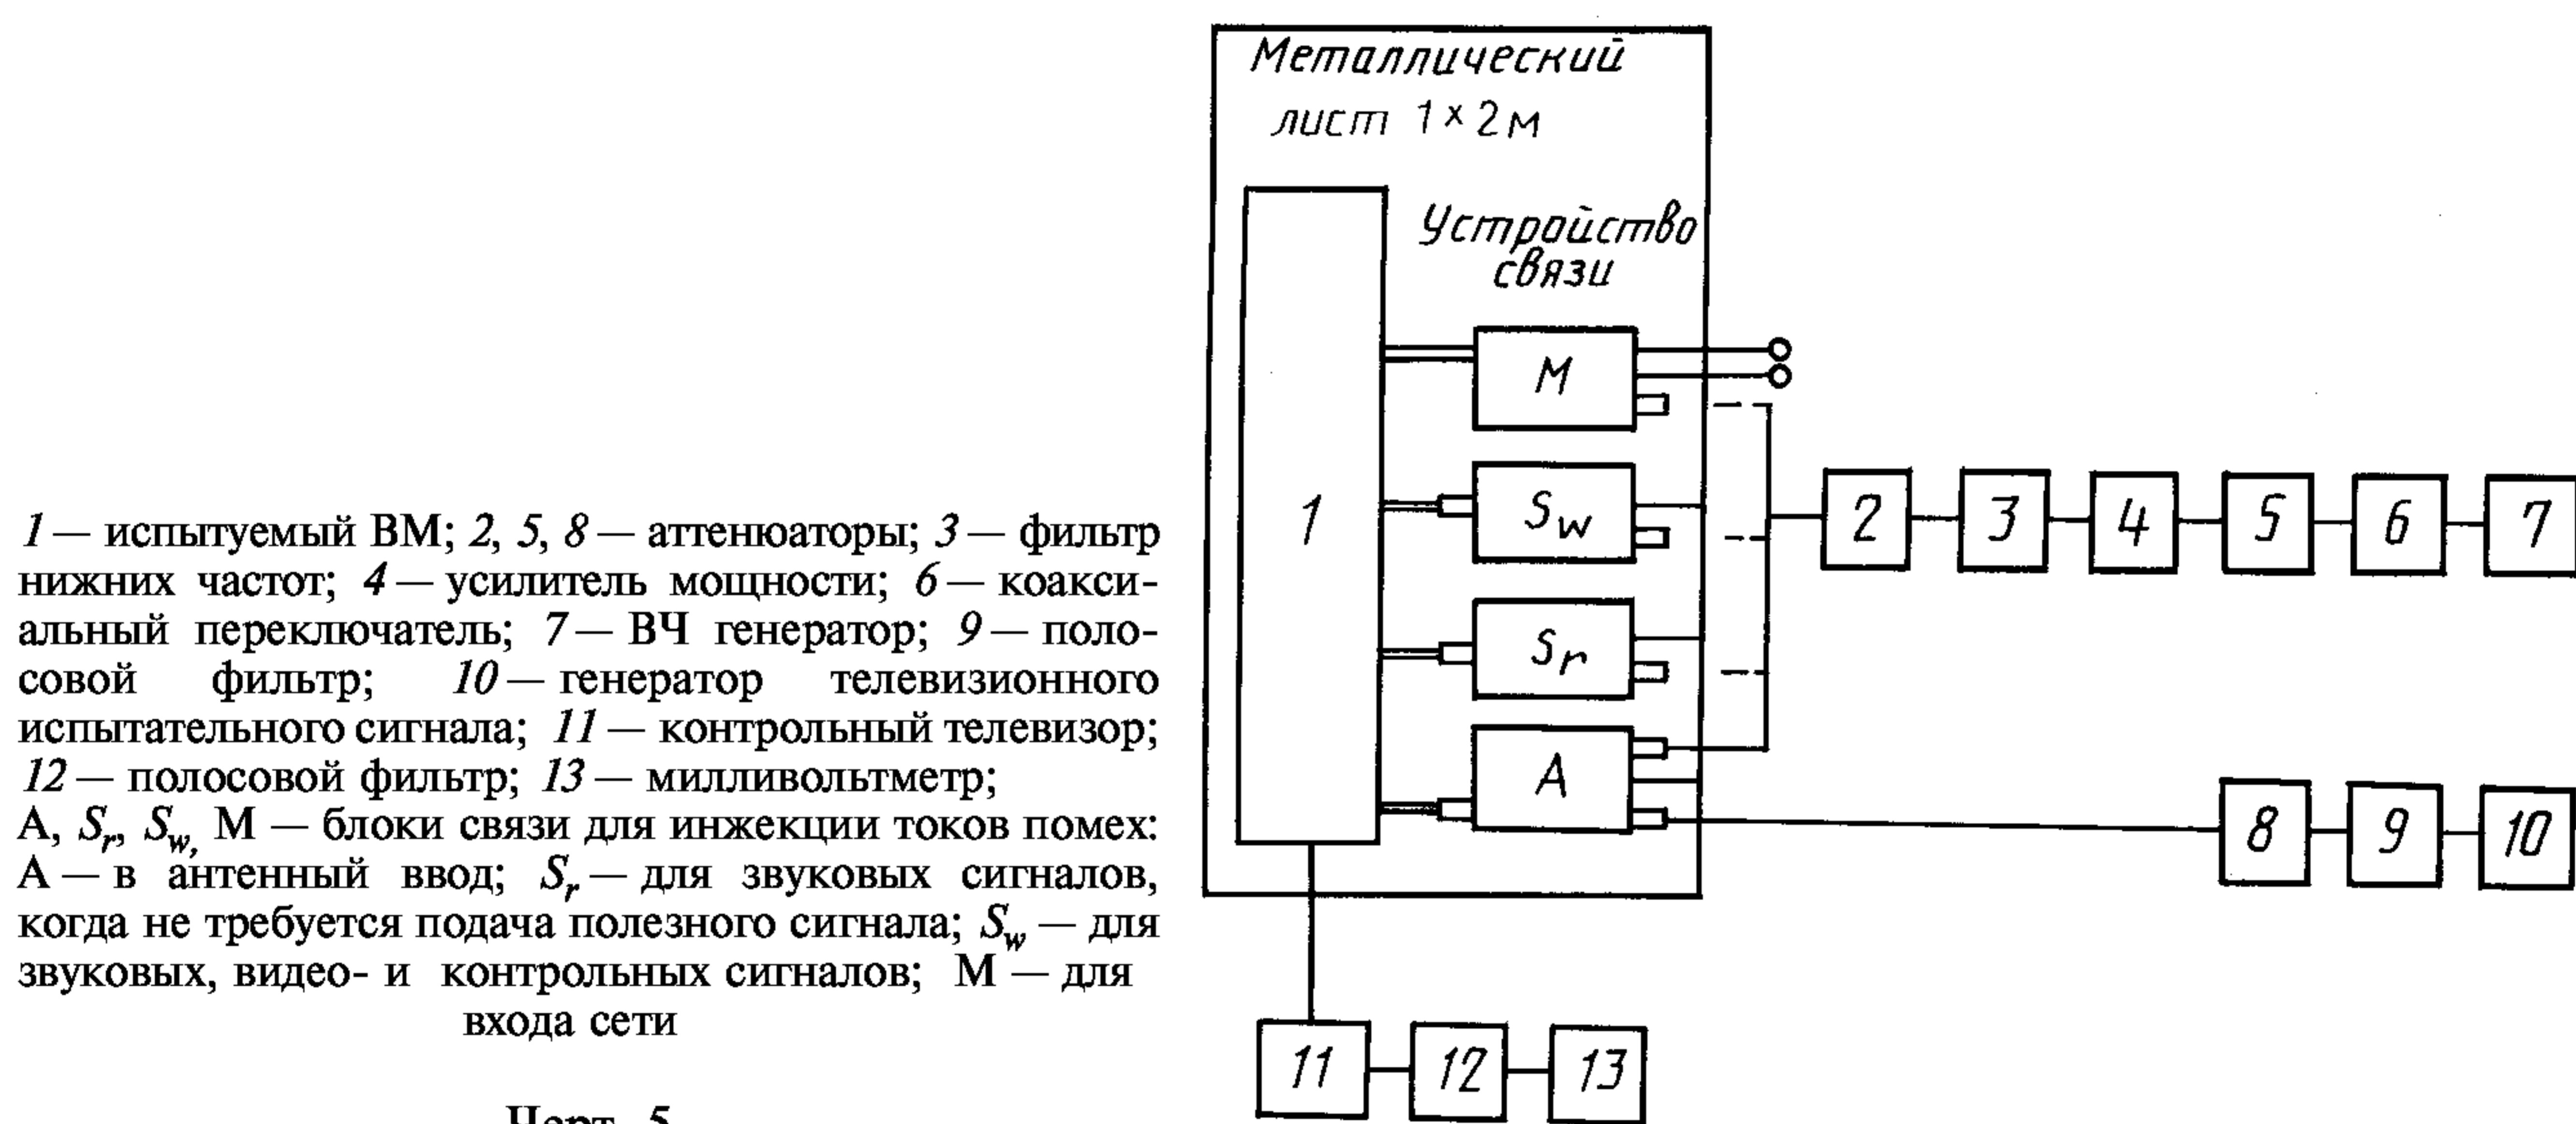 1 — испытуемый ВМ; 2, 5, 8 — аттенюаторы; 3 — фильтр
нижних частот; 4 — усилитель мощности; 6 — коакси-
альный переключатель; 7 — ВЧ генератор; 9 — поло-
совой фильтр; 10 — генератор телевизионного
испытательного сигнала; 11 — контрольный телевизор;
12 — полосовой фильтр; 13 — милливольтметр;
А, Sr, Sw, М — блоки связи для инжекции токов помех:
А — в антенный ввод; Sr — для звуковых сигналов,
когда не требуется подача полезного сигнала; Sw — для
звуковых, видео- и контрольных сигналов; М — для
входа сети
Черт. 5
Металлический
лист 1×2м
Устройство
связи
М
1
Sw
2
3
4
5
6
7
Sr
А
8
9
10
11
12
13